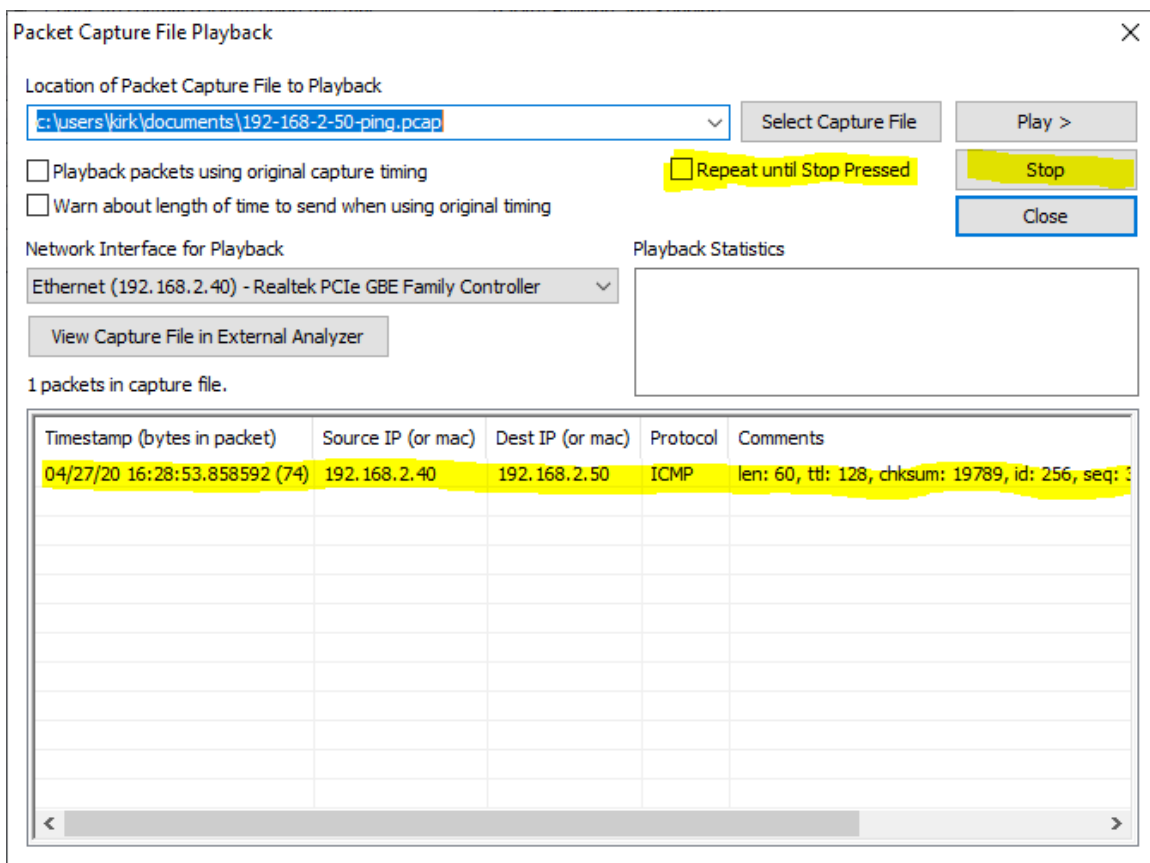 Packet Capture File Playback
Location of Packet Capture File to Playback
c:\users\kirk\documents\192-168-2-50-ping.pcap
Select Capture File
Play >
Playback packets using original capture timing
Repeat until Stop Pressed
Stop
Warn about length of time to send when using original timing
Close
Network Interface for Playback
Playback Statistics
Ethernet (192.168.2.40) - Realtek PCIe GBE Family Controller
View Capture File in External Analyzer
1 packets in capture file.
Timestamp (bytes in packet) Source IP (or mac) Dest IP (or mac) Protocol Comments
04/27/20 16:28:53.858592 (74) 192.168.2.40 192.168.2.50 ICMP len: 60, ttl: 128, chksum: 19789, id: 256, seq: